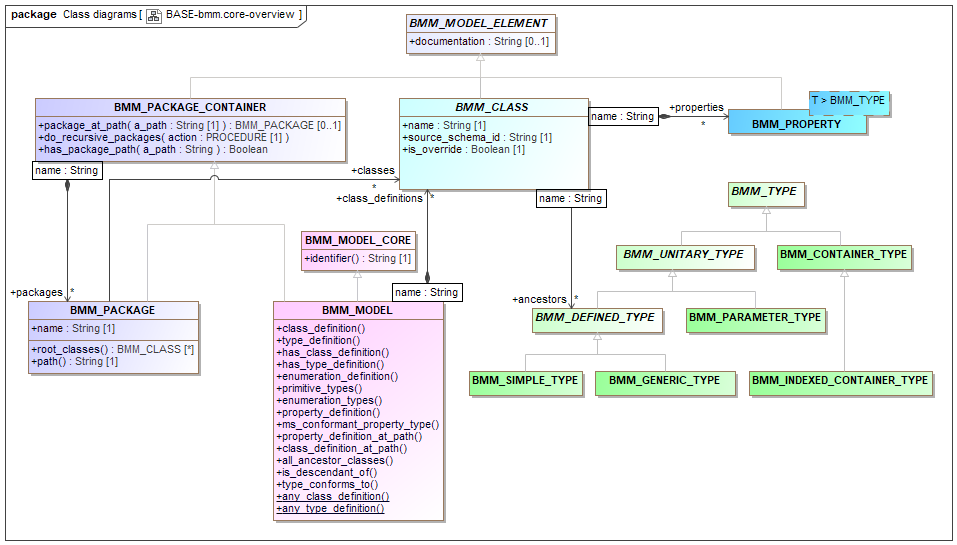 package Class diagrams [ BASE-bmm.core-overview ]
BMM_MODEL_ELEMENT
+documentation : String [0..1]
BMM_PACKAGE_CONTAINER
+package_at_path( a_path : String [1] ) : BMM_PACKAGE [0..1]
+do_recursive_packages( action : PROCEDURE [1] )
+has_package_path( a_path : String ) : Boolean
name : String
BMM_CLASS
+name : String [1]
+source_schema_id : String [1]
+is_override : Boolean [1]
name : String
+properties
*
T > BMM_TYPE
BMM_PROPERTY
+classes
*
+class_definitions
*
name : String
BMM_TYPE
BMM_MODEL_CORE
+identifier() : String [1]
BMM_UNITARY_TYPE
BMM_CONTAINER_TYPE
+packages
*
name : String
+ancestors
*
BMM_PACKAGE
+name : String [1]
+root_classes() : BMM_CLASS [*]
+path() : String [1]
BMM_MODEL
+class_definition()
+type_definition()
+has_class_definition()
+has_type_definition()
+enumeration_definition()
+primitive_types()
+enumeration_types()
+property_definition()
+ms_conformant_property_type()
+property_definition_at_path()
+class_definition_at_path()
+all_ancestor_classes()
+is_descendant_of()
+type_conforms_to()
+any_class_definition()
+any_type_definition()
BMM_DEFINED_TYPE
BMM_PARAMETER_TYPE
BMM_SIMPLE_TYPE
BMM_GENERIC_TYPE
BMM_INDEXED_CONTAINER_TYPE